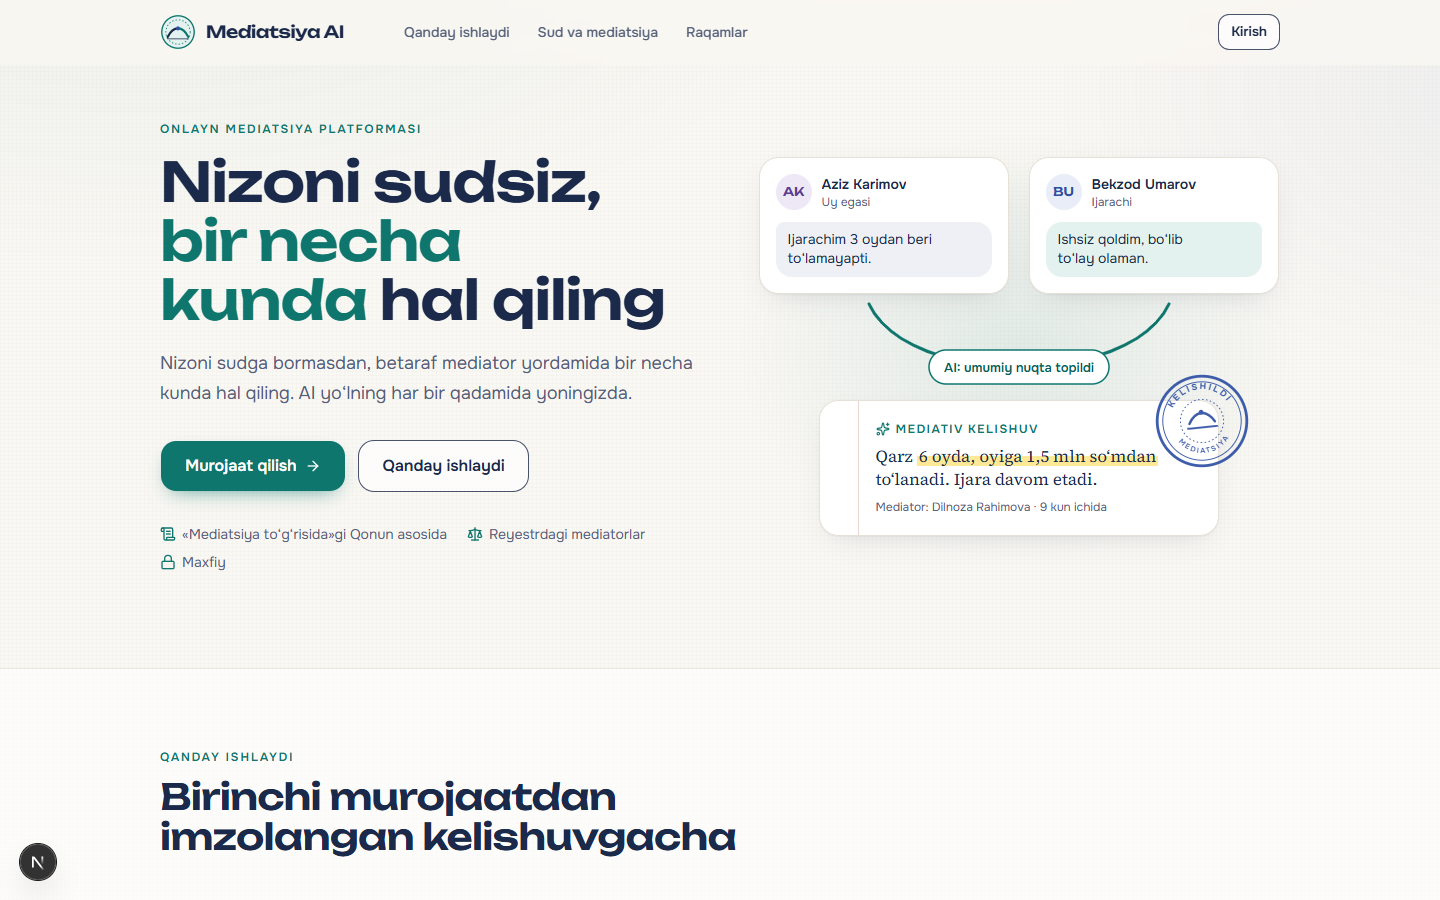 Mediatsiya AI
Qanday ishlaydi
Sud va mediatsiya
Raqamlar
Kirish
ONLAYN MEDIATSIYA PLATFORMASI
Nizoni sudsiz,
bir necha
kunda hal qiling
Nizoni sudga bormasdan, betaraf mediator yordamida bir necha
kunda hal qiling. AI yo‘lning har bir qadamida yoningizda.
Murojaat qilish →
Qanday ishlaydi
«Mediatsiya to‘g‘risida»gi Qonun asosida
Reyestrdagi mediatorlar
Maxfiy
AK
Aziz Karimov
Uy egasi
Ijarachim 3 oydan beri
to‘lamayapti.
BU
Bekzod Umarov
Ijarachi
Ishsiz qoldim, bo‘lib
to‘lay olaman.
AI: umumiy nuqta topildi
KELISHILDI
MEDIATSIYA
MEDIATIV KELISHUV
Qarz 6 oyda, oyiga 1,5 mln so‘mdan
to‘lanadi. Ijara davom etadi.
Mediator: Dilnoza Rahimova · 9 kun ichida
QANDAY ISHLAYDI
Birinchi murojaatdan
imzolangan kelishuvgacha
N